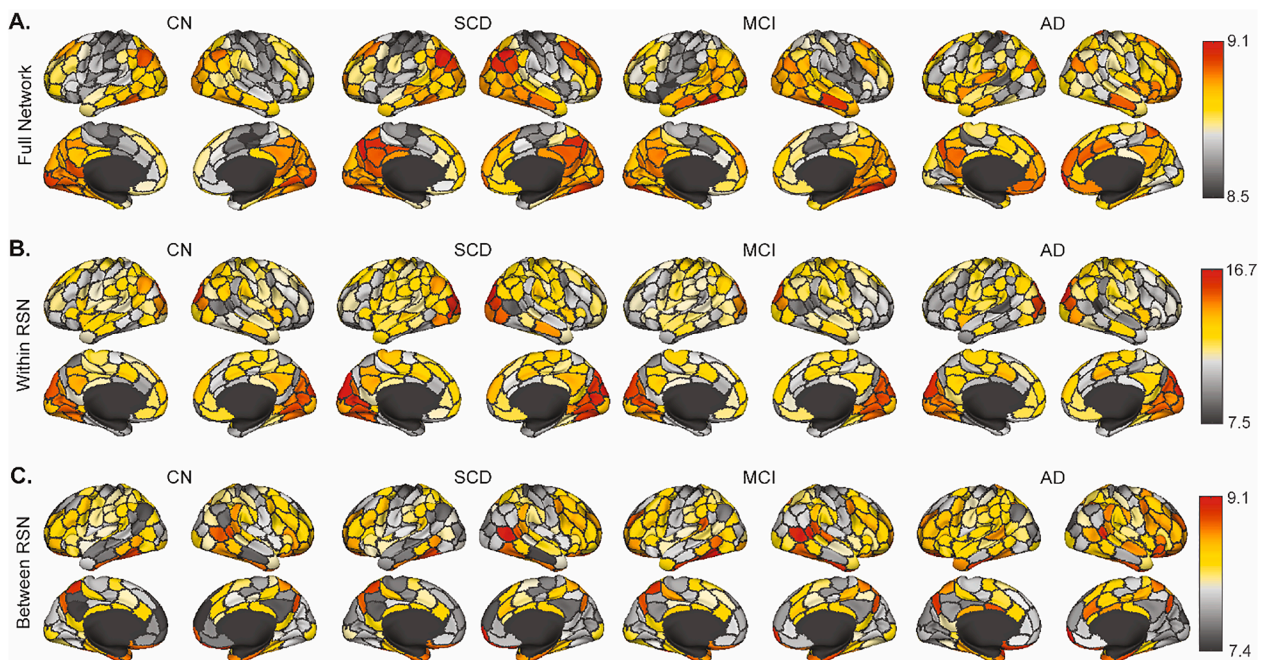 A.
CN SCD MCI AD
Full Network
9.1
8.5
B.
CN SCD MCI AD
Within RSN
16.7
7.5
C.
CN SCD MCI AD
Between RSN
9.1
7.4